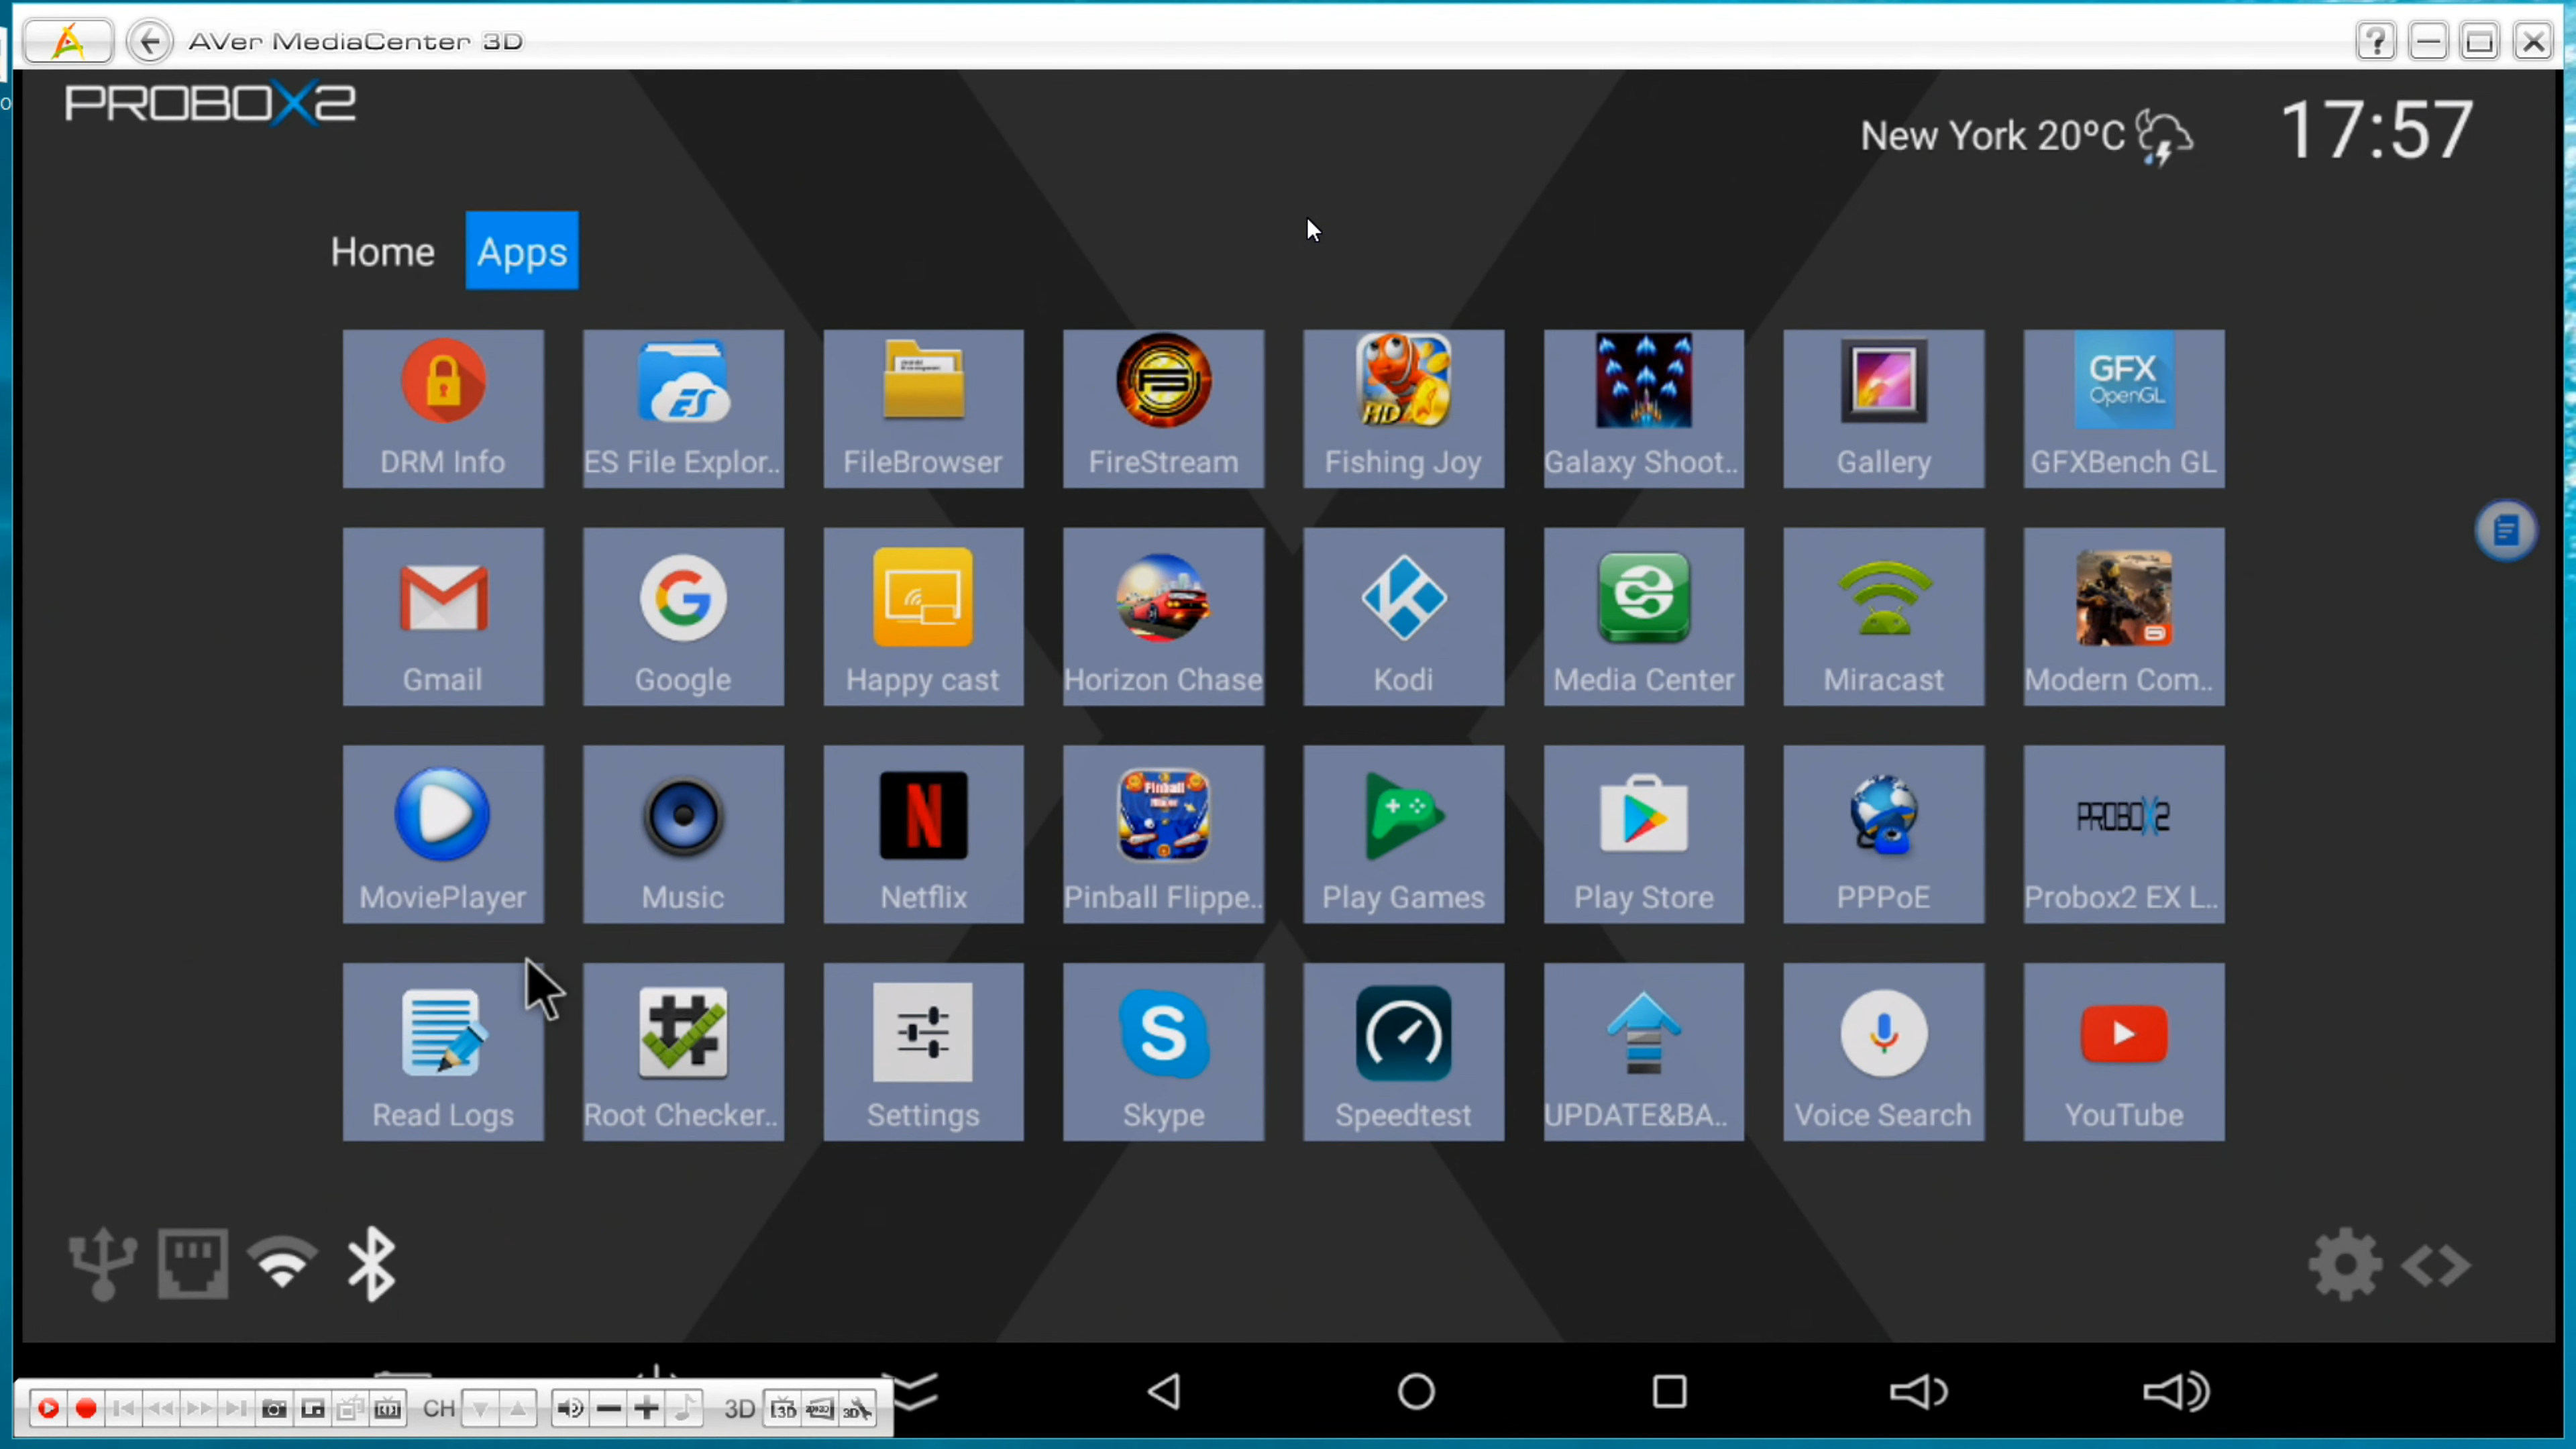 AVer MediaCenter 3D
PROBOX2
New York 20ºC
17:57
Home Apps
DRM Info
ES File Explor..
FileBrowser
FireStream
HD
Fishing Joy
Galaxy Shoot..
Gallery
GFX
OpenGL
GFXBench GL
Gmail
Google
Happy cast
Horizon Chase
Kodi
Media Center
Miracast
Modern Com..
MoviePlayer
Music
Netflix
Pinball
Pinball Flippe..
Play Games
Play Store
PPPoE
PROBOX2
Probox2 EX L..
Read Logs
Root Checker..
Settings
Skype
Speedtest
UPDATE&BA..
Voice Search
YouTube
CH 3D